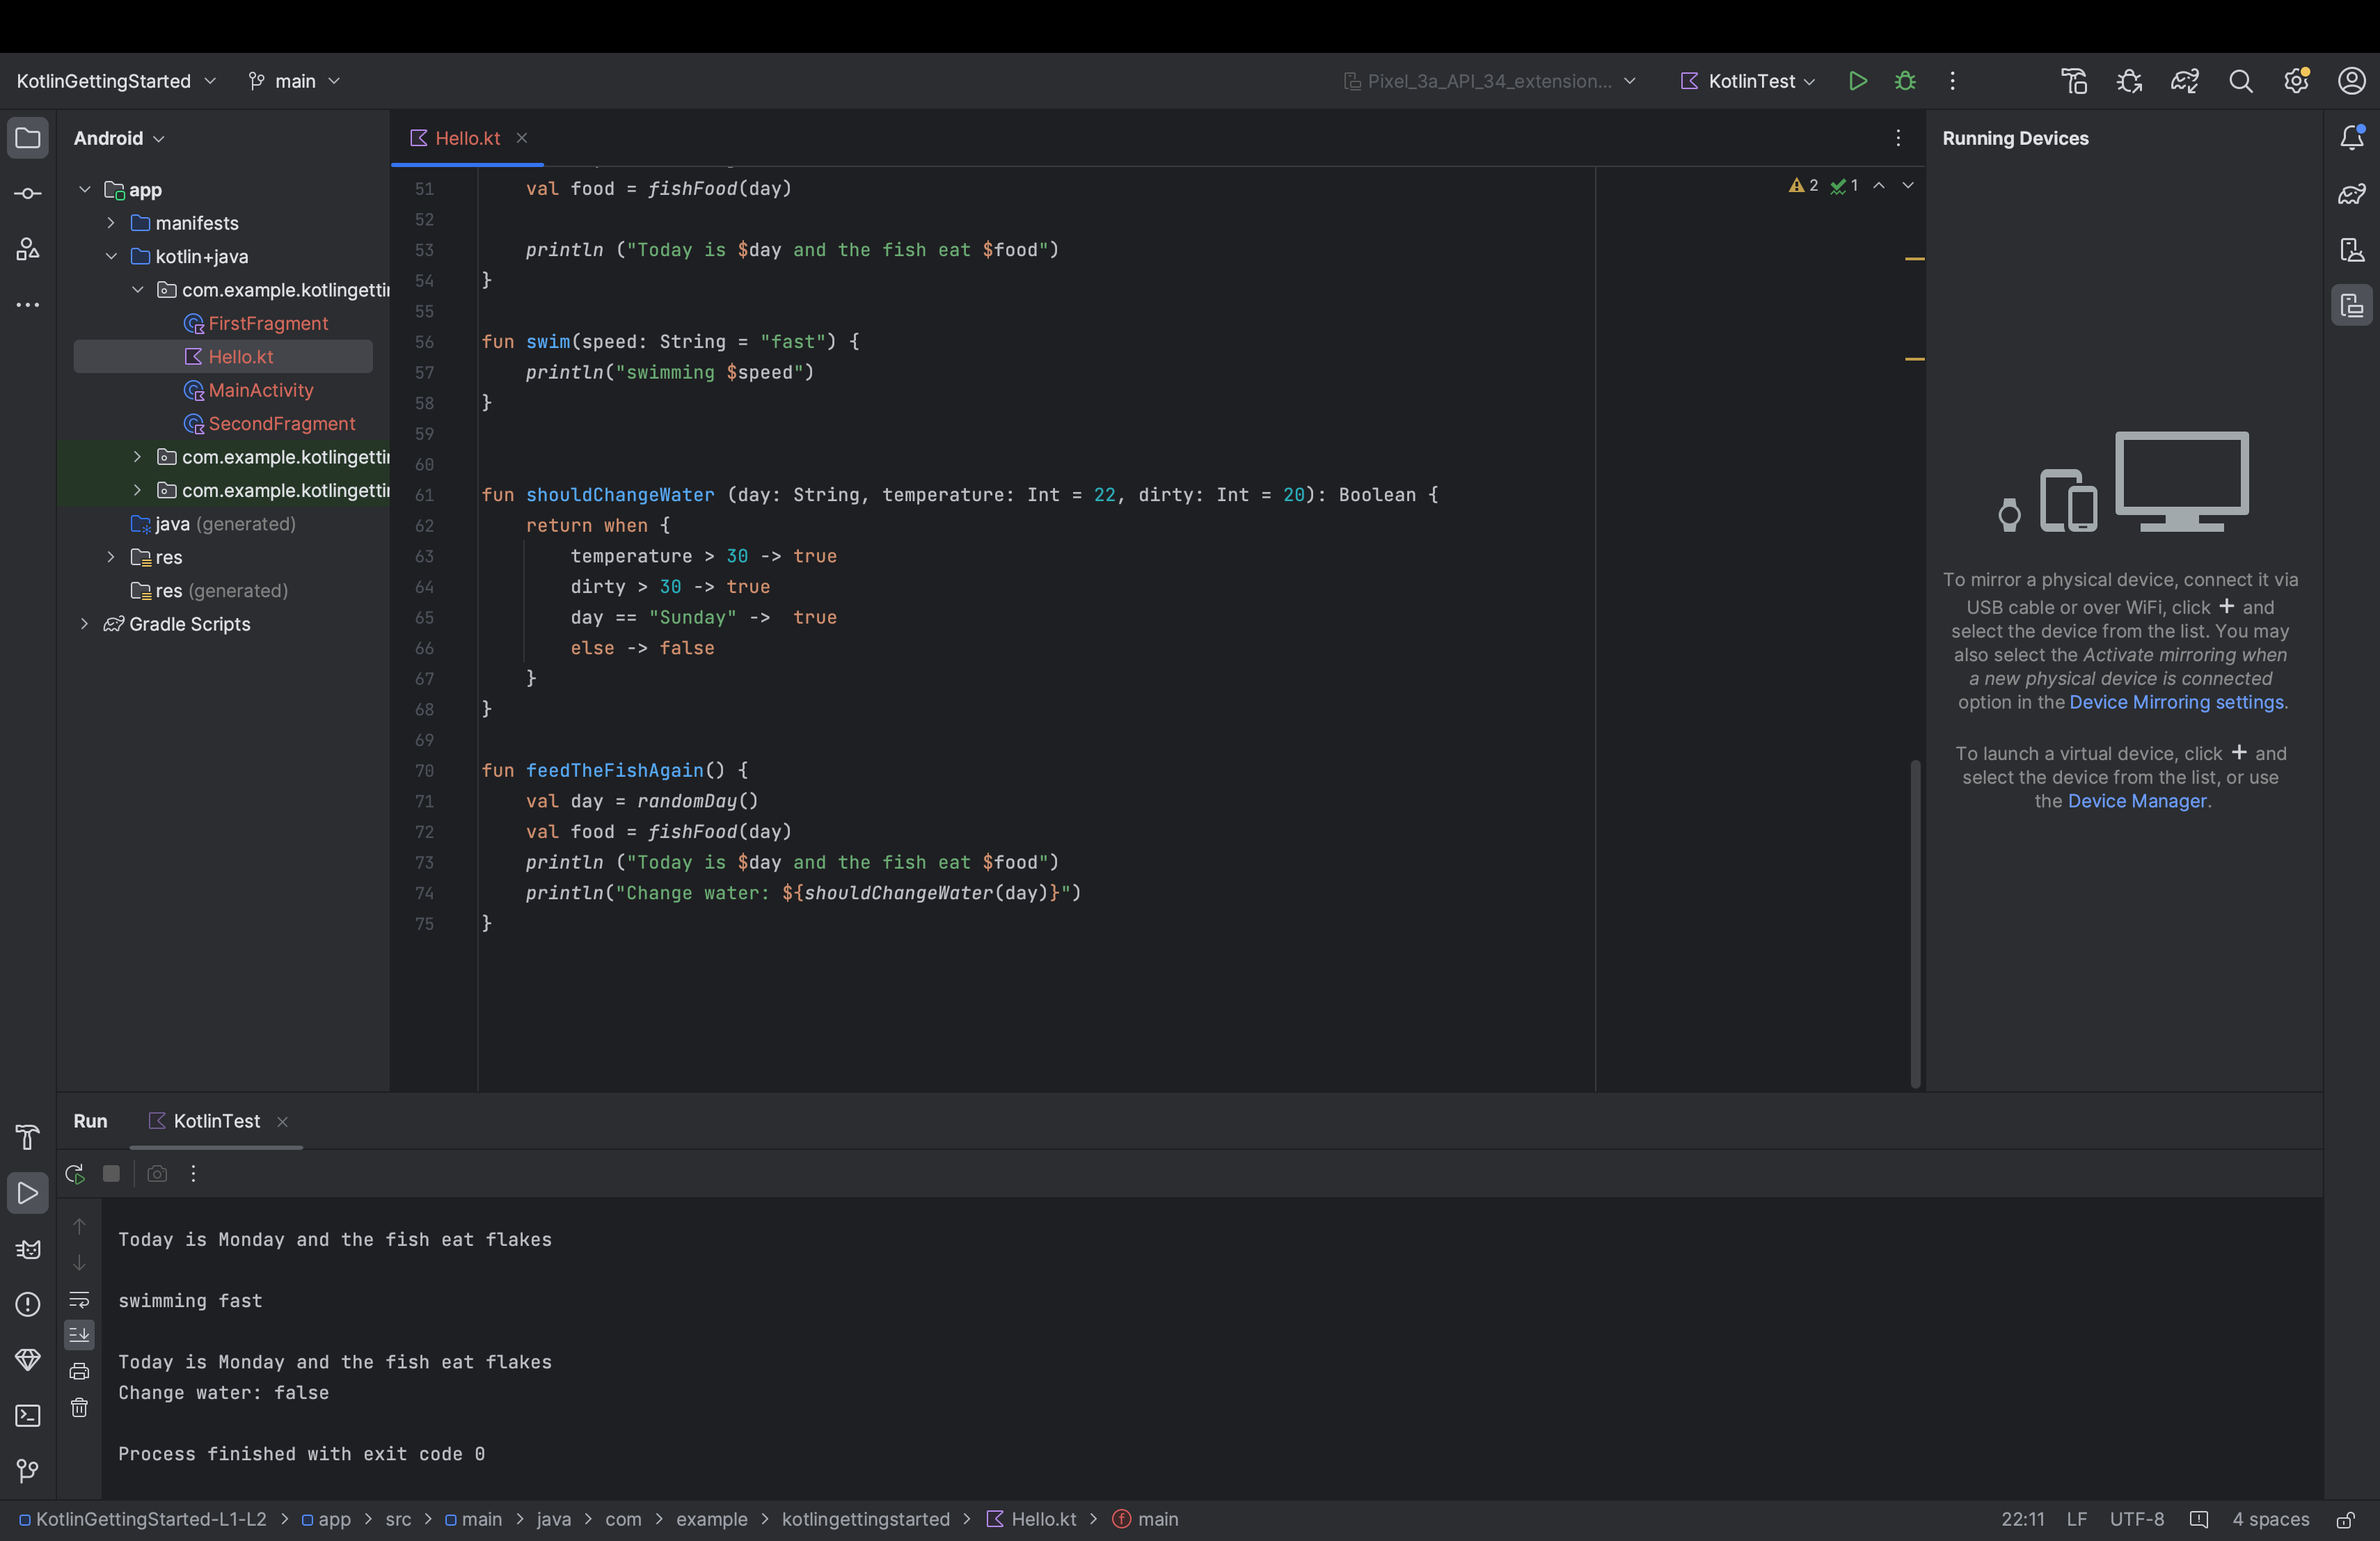 KotlinGettingStarted
main
Pixel_3a_API_34_extension...
KotlinTest
Android
app
manifests
kotlin+java
com.example.kotlingettin
FirstFragment
Hello.kt
MainActivity
SecondFragment
com.example.kotlingettin
com.example.kotlingettin
java (generated)
res
res (generated)
Gradle Scripts
Hello.kt
2 1
51 val food = fishFood(day)
52
53 println ("Today is $day and the fish eat $food")
54 }
55
56 fun swim(speed: String = "fast") {
57 println("swimming $speed")
58 }
59
60
61 fun shouldChangeWater (day: String, temperature: Int = 22, dirty: Int = 20): Boolean {
62 return when {
63 temperature > 30 -> true
64 dirty > 30 -> true
65 day == "Sunday" -> true
66 else -> false
67 }
68 }
69
70 fun feedTheFishAgain() {
71 val day = randomDay()
72 val food = fishFood(day)
73 println ("Today is $day and the fish eat $food")
74 println("Change water: ${shouldChangeWater(day)}")
75 }
Running Devices
To mirror a physical device, connect it via
USB cable or over WiFi, click + and
select the device from the list. You may
also select the Activate mirroring when
a new physical device is connected
option in the Device Mirroring settings.
To launch a virtual device, click + and
select the device from the list, or use
the Device Manager.
Run KotlinTest
Today is Monday and the fish eat flakes
swimming fast
Today is Monday and the fish eat flakes
Change water: false
Process finished with exit code 0
KotlinGettingStarted-L1-L2 > app > src > main > java > com > example > kotlingettingstarted > Hello.kt > main
22:11 LF UTF-8 4 spaces